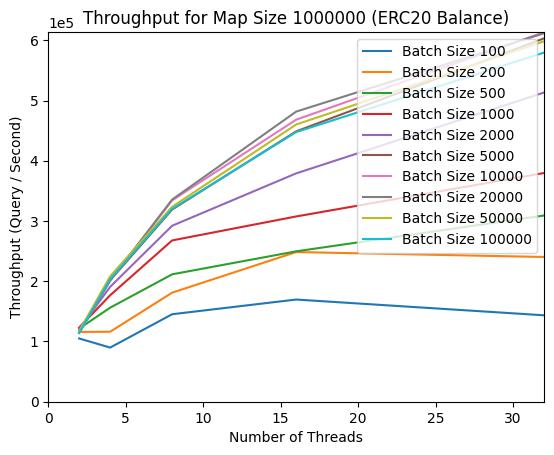 Throughput for Map Size 1000000 (ERC20 Balance)
1e5
6
5
4
3
2
1
0
Throughput (Query / Second)
Batch Size 100
Batch Size 200
Batch Size 500
Batch Size 1000
Batch Size 2000
Batch Size 5000
Batch Size 10000
Batch Size 20000
Batch Size 50000
Batch Size 100000
0 5 10 15 20 25 30
Number of Threads